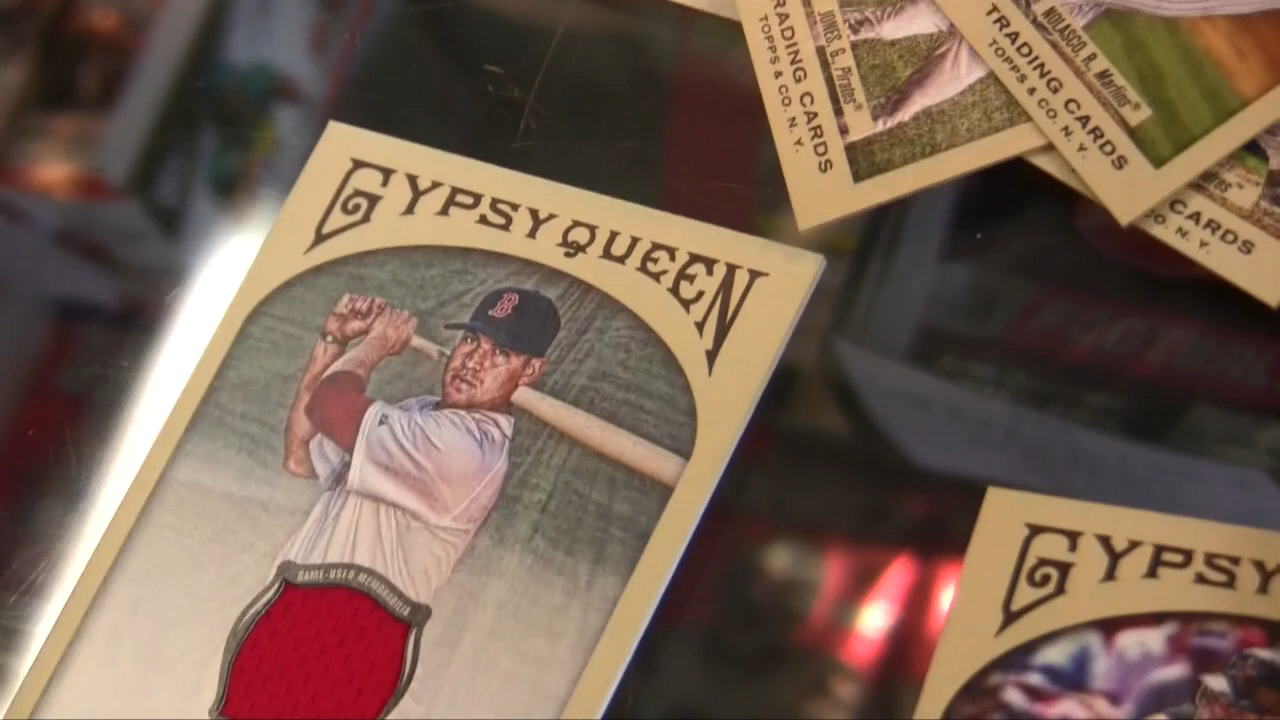 TRADING CARDS
TOPPS & CO. N. Y.
JONES, G., Pirates®
NOLASCO, R., Marlins®
TRADING CARDS
TOPPS & CO. N. Y.
CARDS
CO. N. Y.
GYPSY QUEEN
B
GAME-USED MEMORABILIA
GYPSY